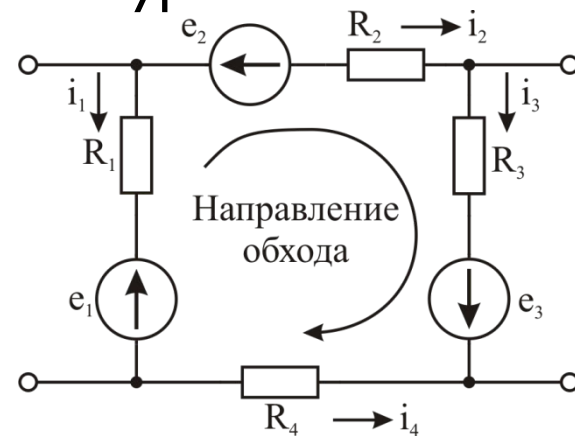 e₂
R₂ i₂
i₁
i₃
R₁
R₃
Направление
обхода
e₁
e₃
R₄ i₄